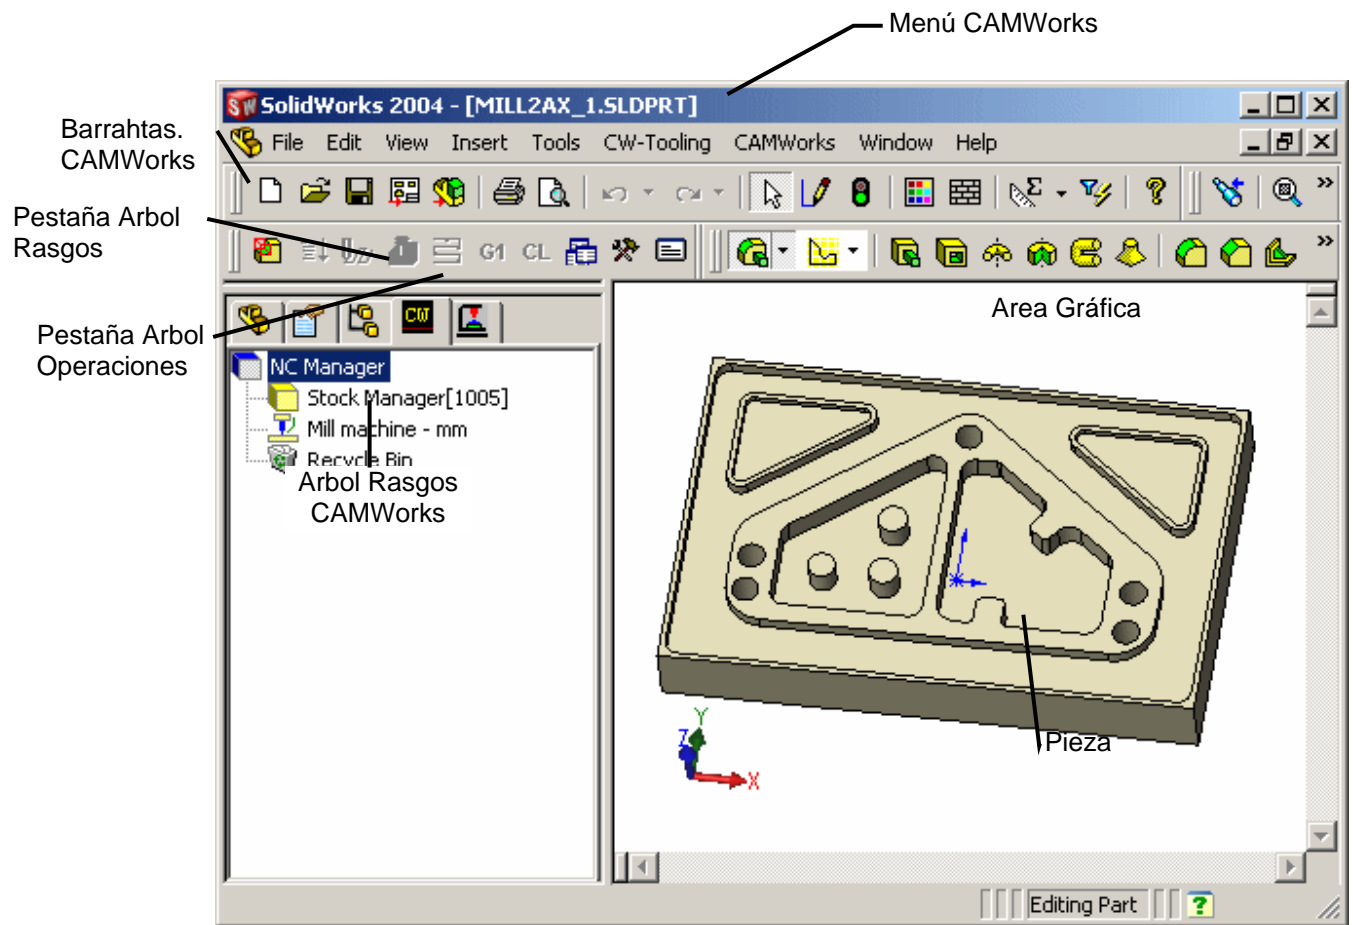 Menú CAMWorks
SolidWorks 2004 - [MILL2AX_1.SLDPRT]
Barrahtas.
CAMWorks
File Edit View Insert Tools CW-Tooling CAMWorks Window Help
Pestaña Arbol
Rasgos
G1 CL
Pestaña Arbol
Operaciones
CW
Area Gráfica
NC Manager
Stock Manager[1005]
Mill machine - mm
Recycle Bin
Arbol Rasgos
CAMWorks
Pieza
Y
Z
X
Editing Part